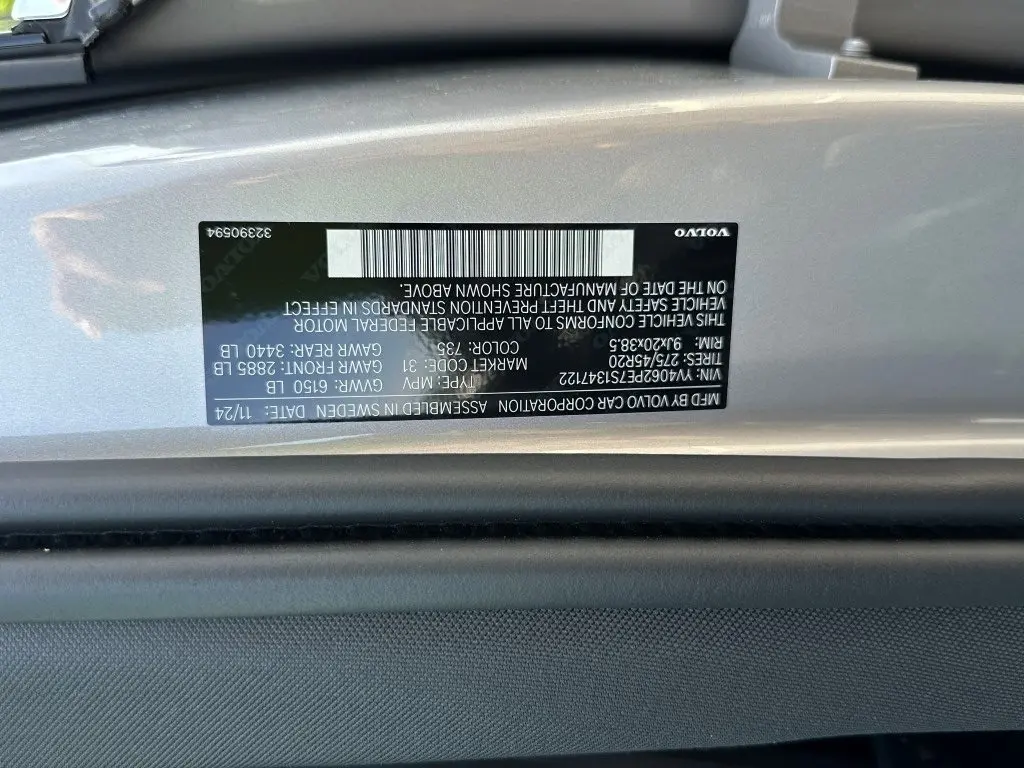 MFD BY VOLVO CAR CORPORATION ASSEMBLED IN SWEDEN DATE: 11/24
VIN: YV4062PE7S1347122 TYPE: MPV GAWR: 6150 LB
TIRES: 275/45R20 MARKET CODE: 31 GAWR FRONT: 2885 LB
RIM: 9Jx20x38.5 COLOR: 735 GAWR REAR: 3440 LB
THIS VEHICLE CONFORMS TO ALL APPLICABLE FEDERAL MOTOR
VEHICLE SAFETY AND THEFT PREVENTION STANDARDS IN EFFECT
ON THE DATE OF MANUFACTURE SHOWN ABOVE.
VOLVO 32390594